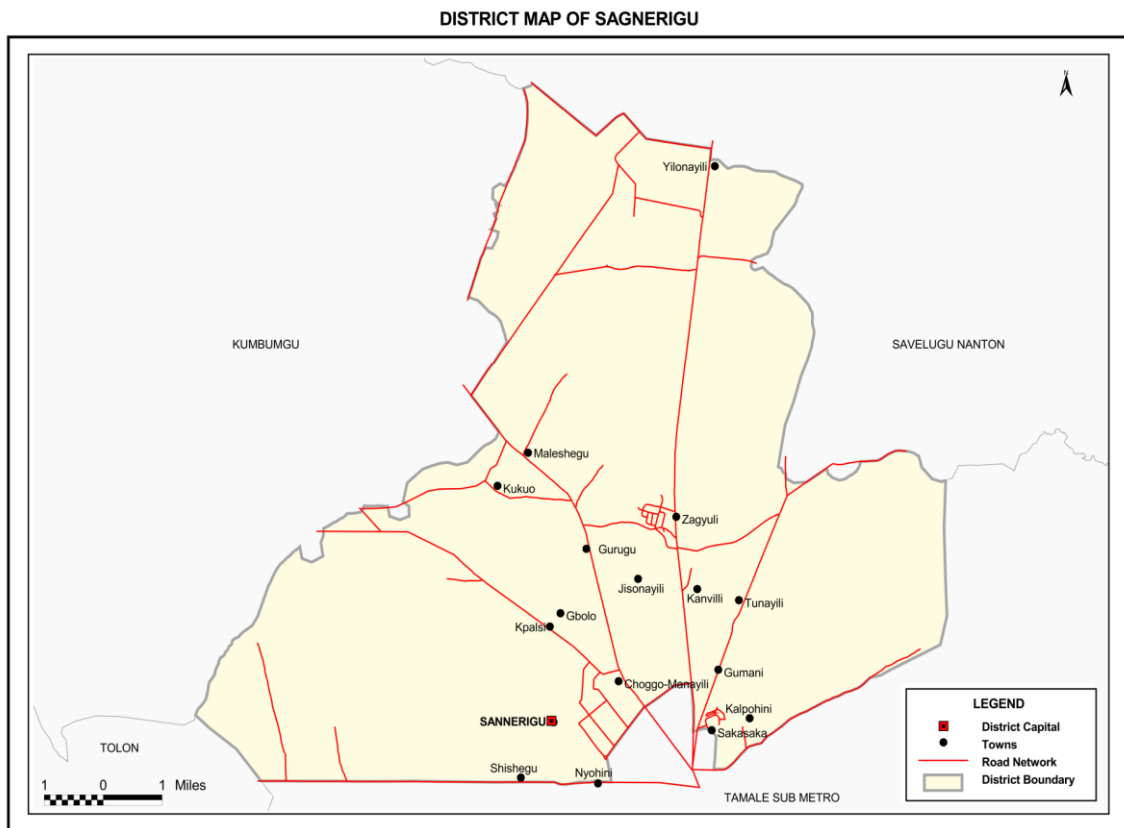 DISTRICT MAP OF SAGNERIGU
N
Yilonayili
KUMBUMGU
SAVELUGU NANTON
Maleshegu
Kukuo
Zagyuli
Gurugu
Jisonayili
Kanvilli
Tunayili
Gbolo
Kpalsi
Gumani
Choggo-Manayili
Kalpohini
SANNERIGU
Sakasaka
TOLON
Shishegu
Nyohini
1 0 1 Miles
TAMALE SUB METRO
LEGEND
District Capital
Towns
Road Network
District Boundary